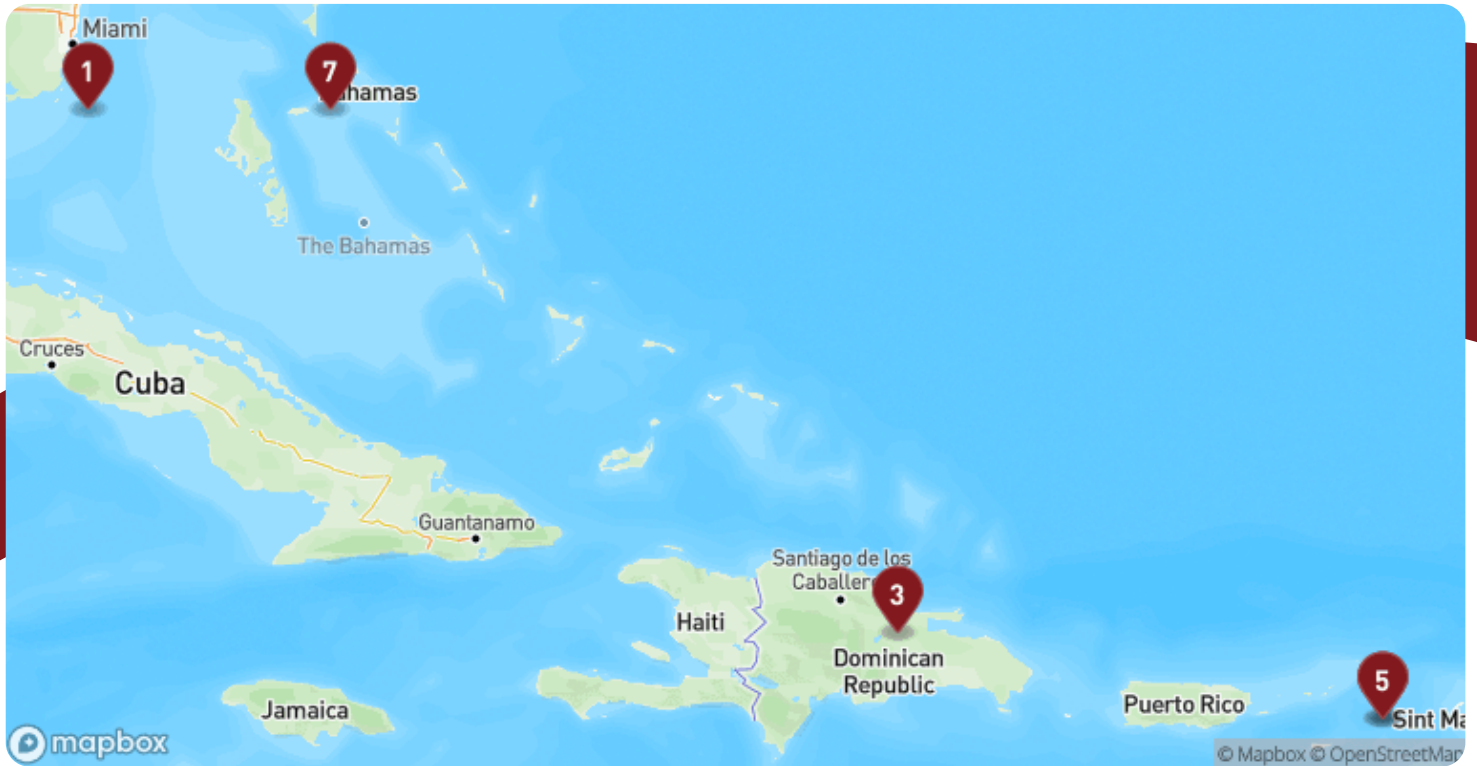 Miami
1
7
hamas
The Bahamas
Cruces
Cuba
Guantanamo
Santiago de los
Caballer
3
Haiti
Dominican
Republic
5
Jamaica
Puerto Rico
Sint Ma
mapbox
© Mapbox © OpenStreetMap